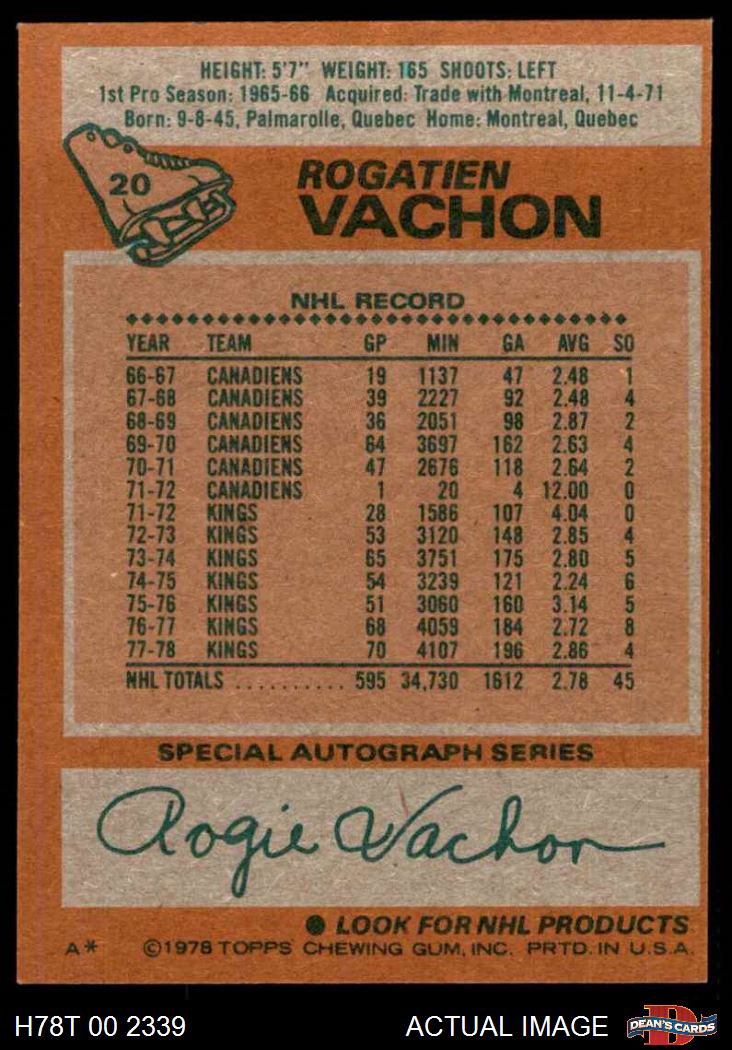 HEIGHT: 5'7" WEIGHT: 165 SHOOTS: LEFT
1st Pro Season: 1965-66 Acquired: Trade with Montreal, 11-4-71
Born: 9-8-45, Palmarolle, Quebec Home: Montreal, Quebec
20
ROGATIEN
VACHON
NHL RECORD
YEAR TEAM GP MIN GA AVG SO
66-67 CANADIENS 19 1137 47 2.48 1
67-68 CANADIENS 39 2227 92 2.48 4
68-69 CANADIENS 36 2051 98 2.87 2
69-70 CANADIENS 64 3697 162 2.63 4
70-71 CANADIENS 47 2676 118 2.64 2
71-72 CANADIENS 1 20 4 12.00 0
71-72 KINGS 28 1586 107 4.04 0
72-73 KINGS 53 3120 148 2.85 4
73-74 KINGS 65 3751 175 2.80 5
74-75 KINGS 54 3239 121 2.24 6
75-76 KINGS 51 3060 160 3.14 5
76-77 KINGS 68 4059 184 2.72 8
77-78 KINGS 70 4107 196 2.86 4
NHL TOTALS .......... 595 34,730 1612 2.78 45
SPECIAL AUTOGRAPH SERIES
Rogie Vachon
● LOOK FOR NHL PRODUCTS
A* ©1978 TOPPS CHEWING GUM, INC. PRTD. IN U.S.A.
H78T 00 2339 ACTUAL IMAGE D DEAN'S CARDS